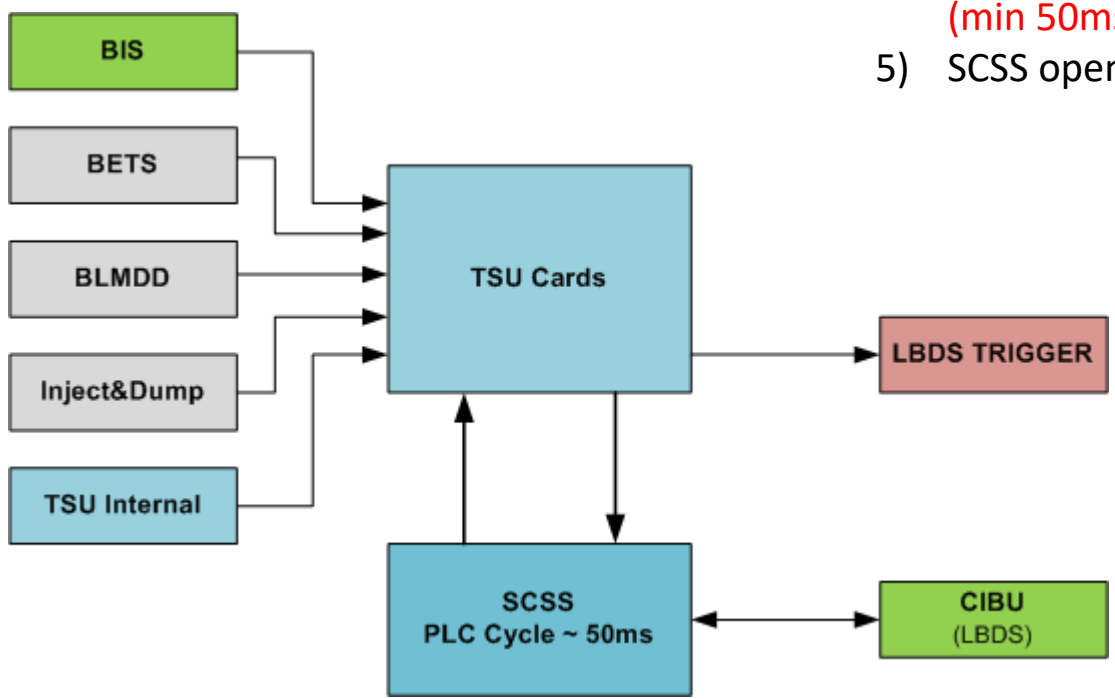 (min 50ms
5) SCSS oper
BIS
BETS
BLMDD
Inject&Dump
TSU Internal
TSU Cards
LBDS TRIGGER
SCSS
PLC Cycle ~ 50ms
CIBU
(LBDS)